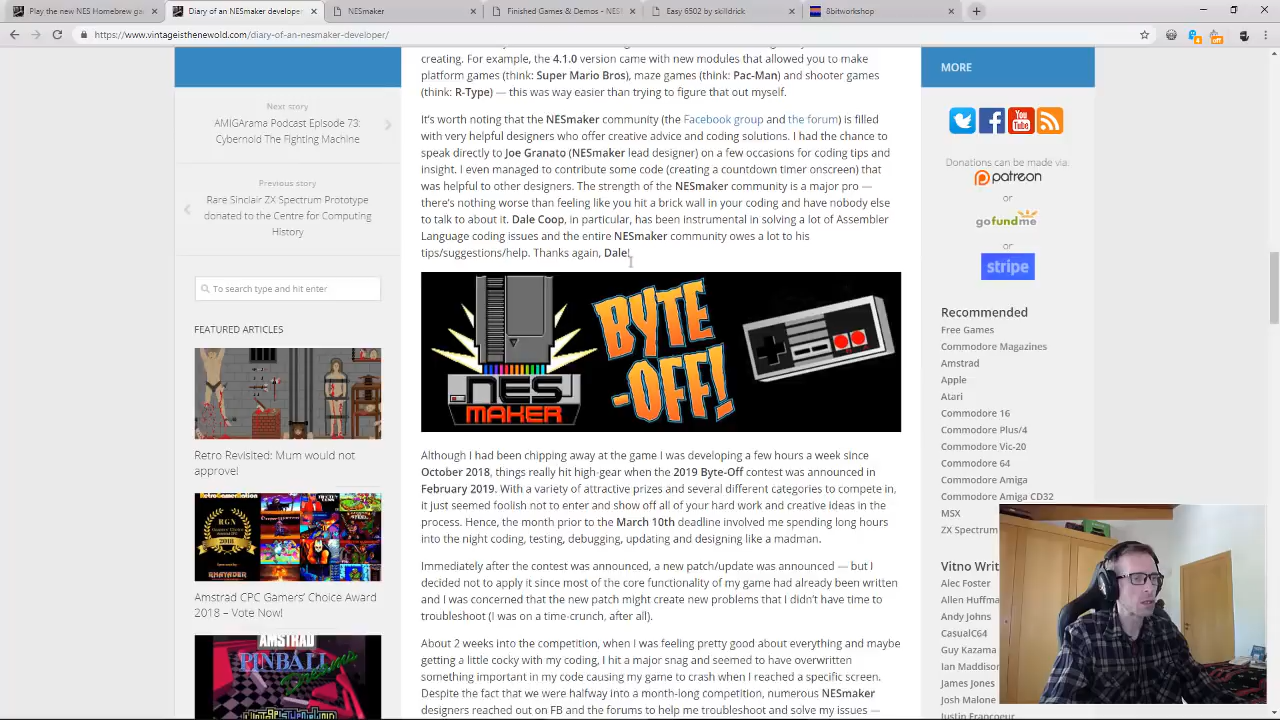 Play the new NES hidden gam
Diary of an NESmaker develope
NESmaker
Finished Games & Demos - NES
Easy 6502 by skilldrick
8bitworkshop
https://www.vintageisthenewold.com/diary-of-an-nesmaker-developer/
Next story
AMIGArama Podcast
Cybernoid The Fighting Machine
Previous story
Rare Sinclair ZX Spectrum Prototype
donated to the Centre for Computing
History
To search type and hit enter
FEATURED ARTICLES
Retro Revisited: Mum would not
approve!
RGN
2018
Amstrad CPC Gamers' Choice Award
2018 – Vote Now!
AMSTRAD
PINBALL
creating. For example, the 4.1.0 version came with new modules that allowed you to make
platform games (think: Super Mario Bros), maze games (think: Pac-Man) and shooter games
(think: R-Type) — this was way easier than trying to figure that out myself.
It's worth noting that the NESmaker community (the Facebook group and the forum) is filled
with very helpful designers who offer creative advice and coding solutions. I had the chance to
speak directly to Joe Granato (NESmaker lead designer) on a few occasions for coding tips and
insight. I even managed to contribute some code (creating a countdown timer onscreen) that
was helpful to other designers. The strength of the NESmaker community is a major pro —
there's nothing worse than feeling like you hit a brick wall in your coding and have nobody else
to talk to about it. Dale Coop, in particular, has been instrumental in solving a lot of Assembler
Language coding issues and the entire NESmaker community owes a lot to his
tips/suggestions/help. Thanks again, Dale!
NES
MAKER
BYTE
-OFF!
Although I had been chipping away at the game I was developing a few hours a week since
October 2018, things really hit high-gear when the 2019 Byte-Off contest was announced in
February 2019. With a variety of attractive prizes and several different categories to compete in,
it just seemed foolish not to enter and show off all of your hard work and creative ideas in the
process. Hence, the month prior to the March 10th deadline involved me spending long hours
into the night coding, testing, debugging, updating and designing like a madman.
Immediately after the contest was announced, a new patch/update was announced — but I
decided not to apply it since most of the core functionality of my game had already been written
and I was concerned that the new patch might create new problems that I didn't have time to
troubleshoot (I was on a time-crunch, after all).
About 2 weeks into the competition, when I was feeling pretty good about everything and maybe
getting a little cocky with my coding, I hit a major snag and seemed to have overwritten
something important in my code causing my game to crash when I reached a specific screen.
Despite the fact that we were halfway into a month-long competition, numerous NESmaker
designers reached out on FB and the forums to help me troubleshoot and solve my issues —
MORE
You
Tube
Donations can be made via:
patreon
or
gofundme
or
stripe
Recommended
Free Games
Commodore Magazines
Amstrad
Apple
Atari
Commodore 16
Commodore Plus/4
Commodore Vic-20
Commodore 64
Commodore Amiga
Commodore Amiga CD32
MSX
ZX Spectrum
Vitno Writ
Alec Foster
Allen Huffma
Andy Johns
CasualC64
Guy Kazama
Ian Maddison
James Jones
Josh Malone
Justin Francoeur